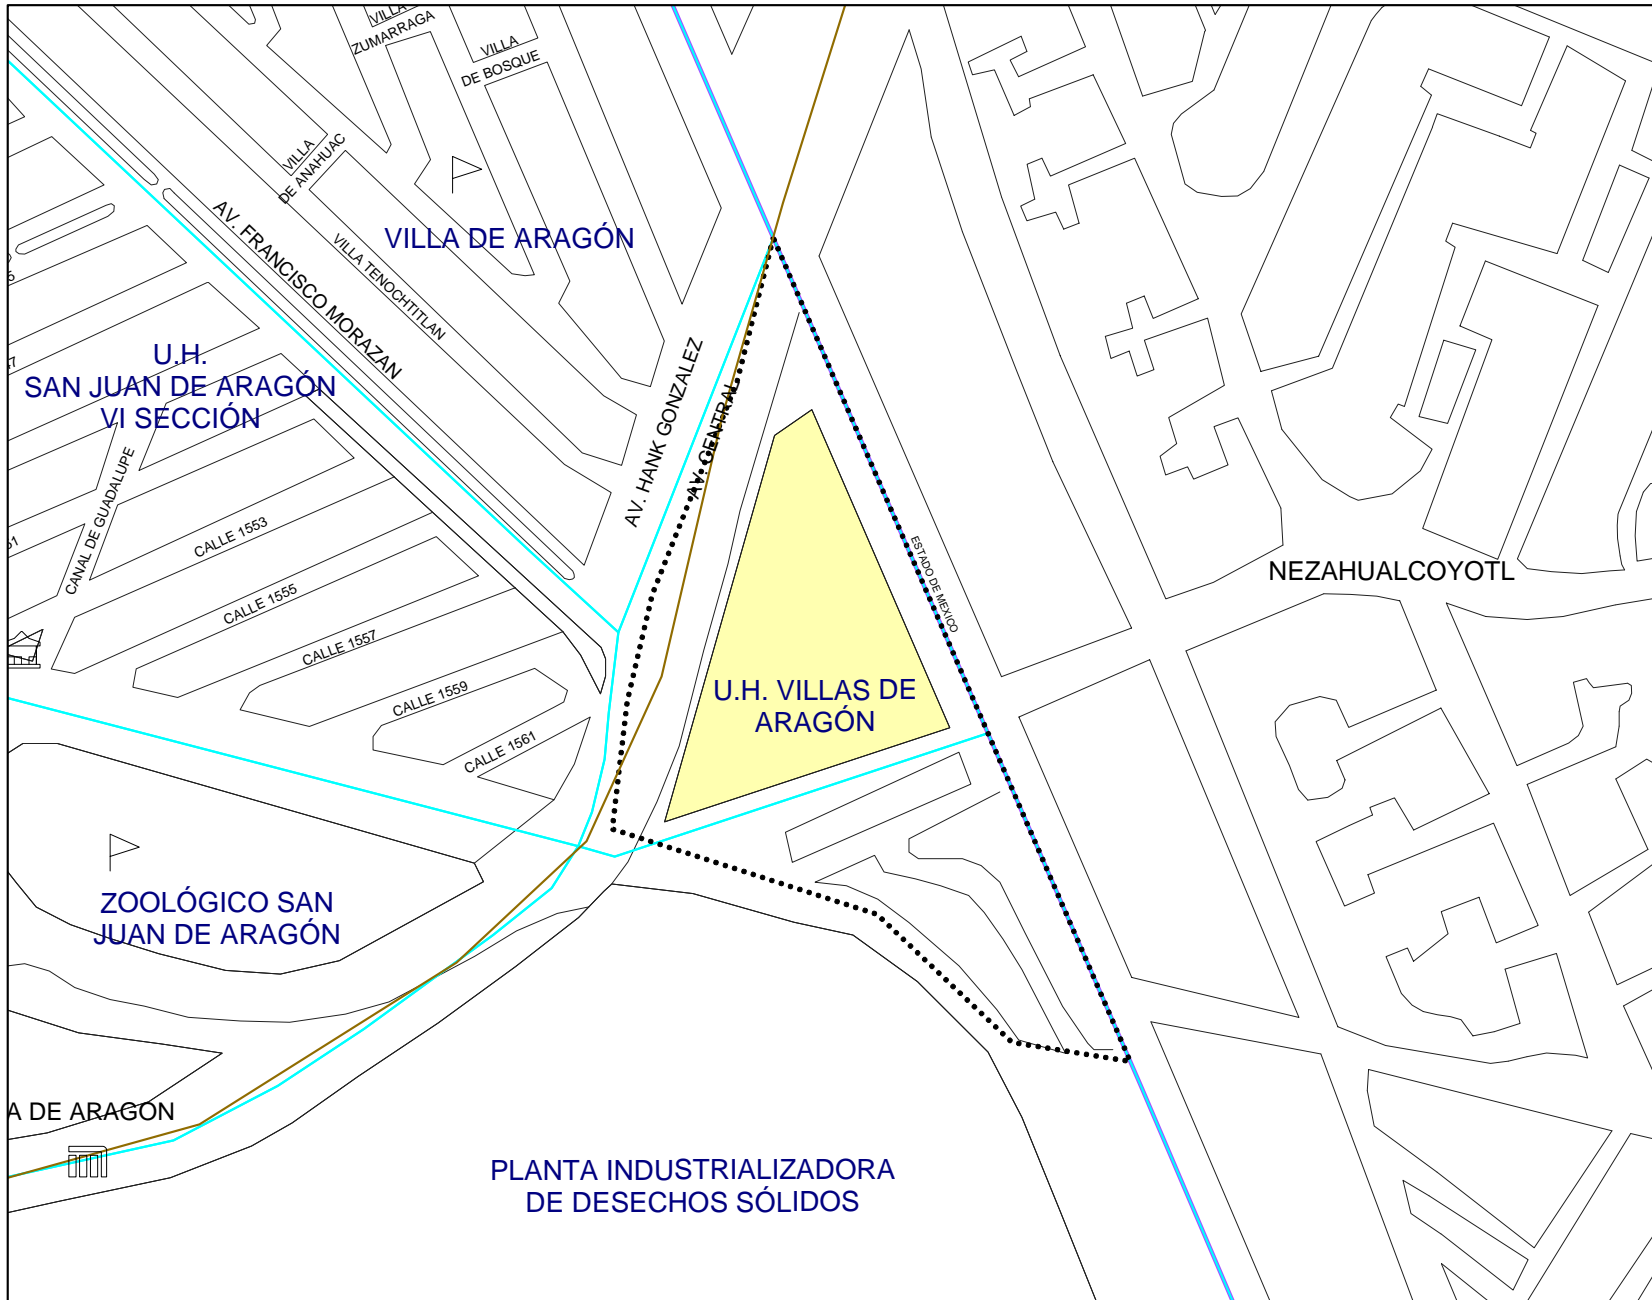 VILLA
ZUMARRAGA
VILLA
DE BOSQUE
VILLA
DE ANAHUAC
AV. FRANCISCO MORAZAN
VILLA TENOCHTITLAN
VILLA DE ARAGÓN
U.H.
SAN JUAN DE ARAGÓN
VI SECCIÓN
AV. HANK GONZALEZ
AV. CENTRAL
CANAL DE GUADALUPE
CALLE 1553
CALLE 1555
CALLE 1557
CALLE 1559
CALLE 1561
ESTADO DE MEXICO
NEZAHUALCOYOTL
U.H. VILLAS DE
ARAGÓN
ZOOLÓGICO SAN
JUAN DE ARAGÓN
A DE ARAGON
PLANTA INDUSTRIALIZADORA
DE DESECHOS SÓLIDOS